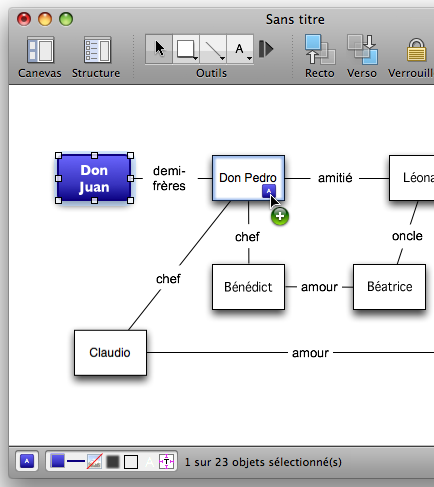 Sans titre
Canevas
Structure
A
Outils
Recto
Verso
Verrouill
Don
Juan
demi-
frères
Don Pedro
amitié
Léona
A
chef
oncle
chef
Bénédict
amour
Béatrice
Claudio
amour
A
A
T
1 sur 23 objets sélectionné(s)